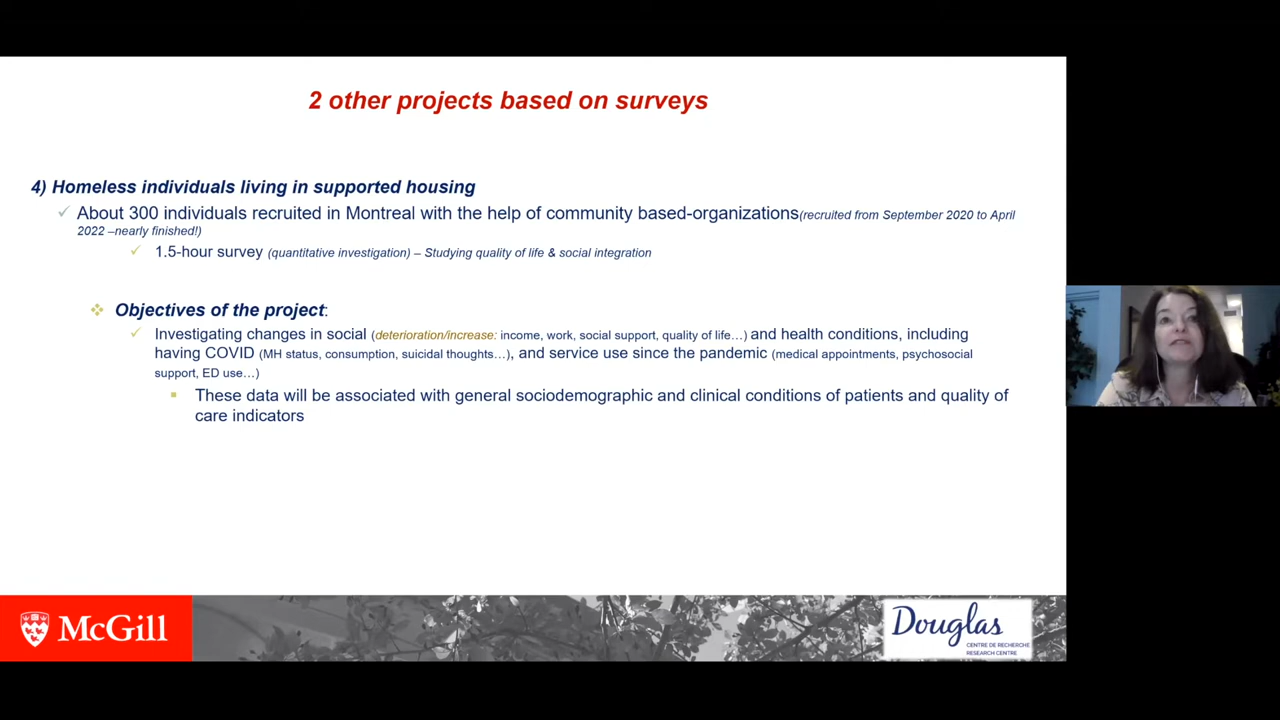 2 other projects based on surveys
4) Homeless individuals living in supported housing
✓ About 300 individuals recruited in Montreal with the help of community based-organizations(recruited from September 2020 to April
2022 –nearly finished!)
✓ 1.5-hour survey (quantitative investigation) – Studying quality of life & social integration
❖ Objectives of the project:
✓ Investigating changes in social (deterioration/increase: income, work, social support, quality of life…) and health conditions, including
having COVID (MH status, consumption, suicidal thoughts…), and service use since the pandemic (medical appointments, psychosocial
support, ED use…)
▪ These data will be associated with general sociodemographic and clinical conditions of patients and quality of
care indicators
McGill
Douglas
CENTRE DE RECHERCHE
RESEARCH CENTRE